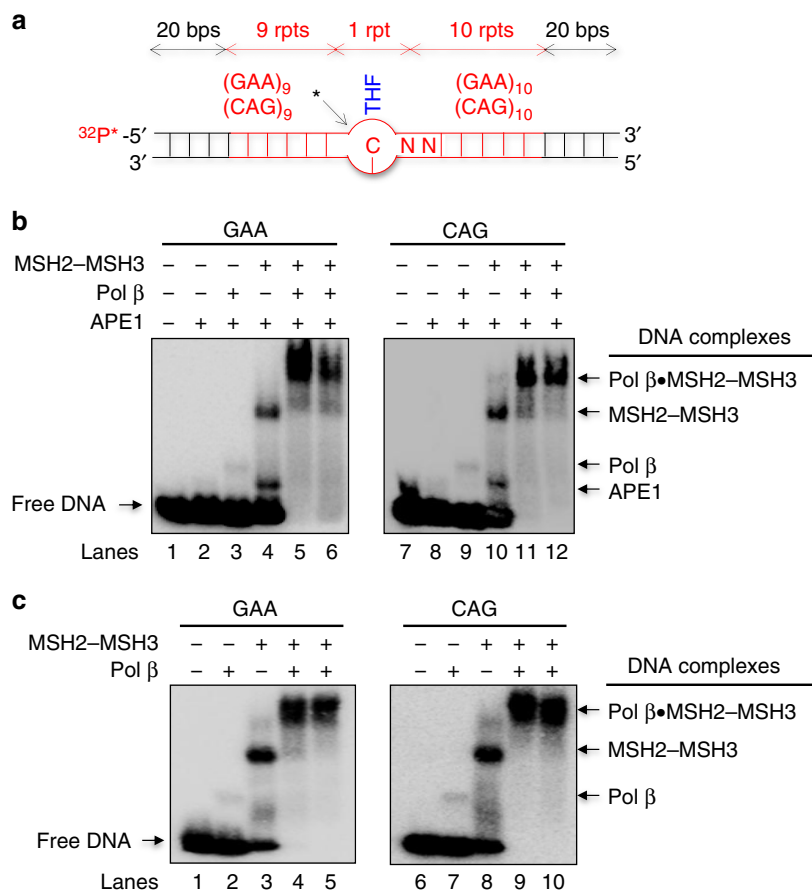 a
20 bps 9 rpts 1 rpt 10 rpts 20 bps
(GAA)9 THF (GAA)10
(CAG)9 * (CAG)10
32P* -5′ C N N 3′
3′ 5′
b
GAA CAG
MSH2–MSH3 – – – + + + – – – + + +
Pol β – – + – + + – – + – + +
APE1 – + + + + + – + + + + +
DNA complexes
Pol β•MSH2–MSH3
MSH2–MSH3
Pol β
APE1
Free DNA
Lanes 1 2 3 4 5 6 7 8 9 10 11 12
c
GAA CAG
MSH2–MSH3 – – + + + – – + + +
Pol β – + – + + – + – + +
DNA complexes
Pol β•MSH2–MSH3
MSH2–MSH3
Pol β
Free DNA
Lanes 1 2 3 4 5 6 7 8 9 10